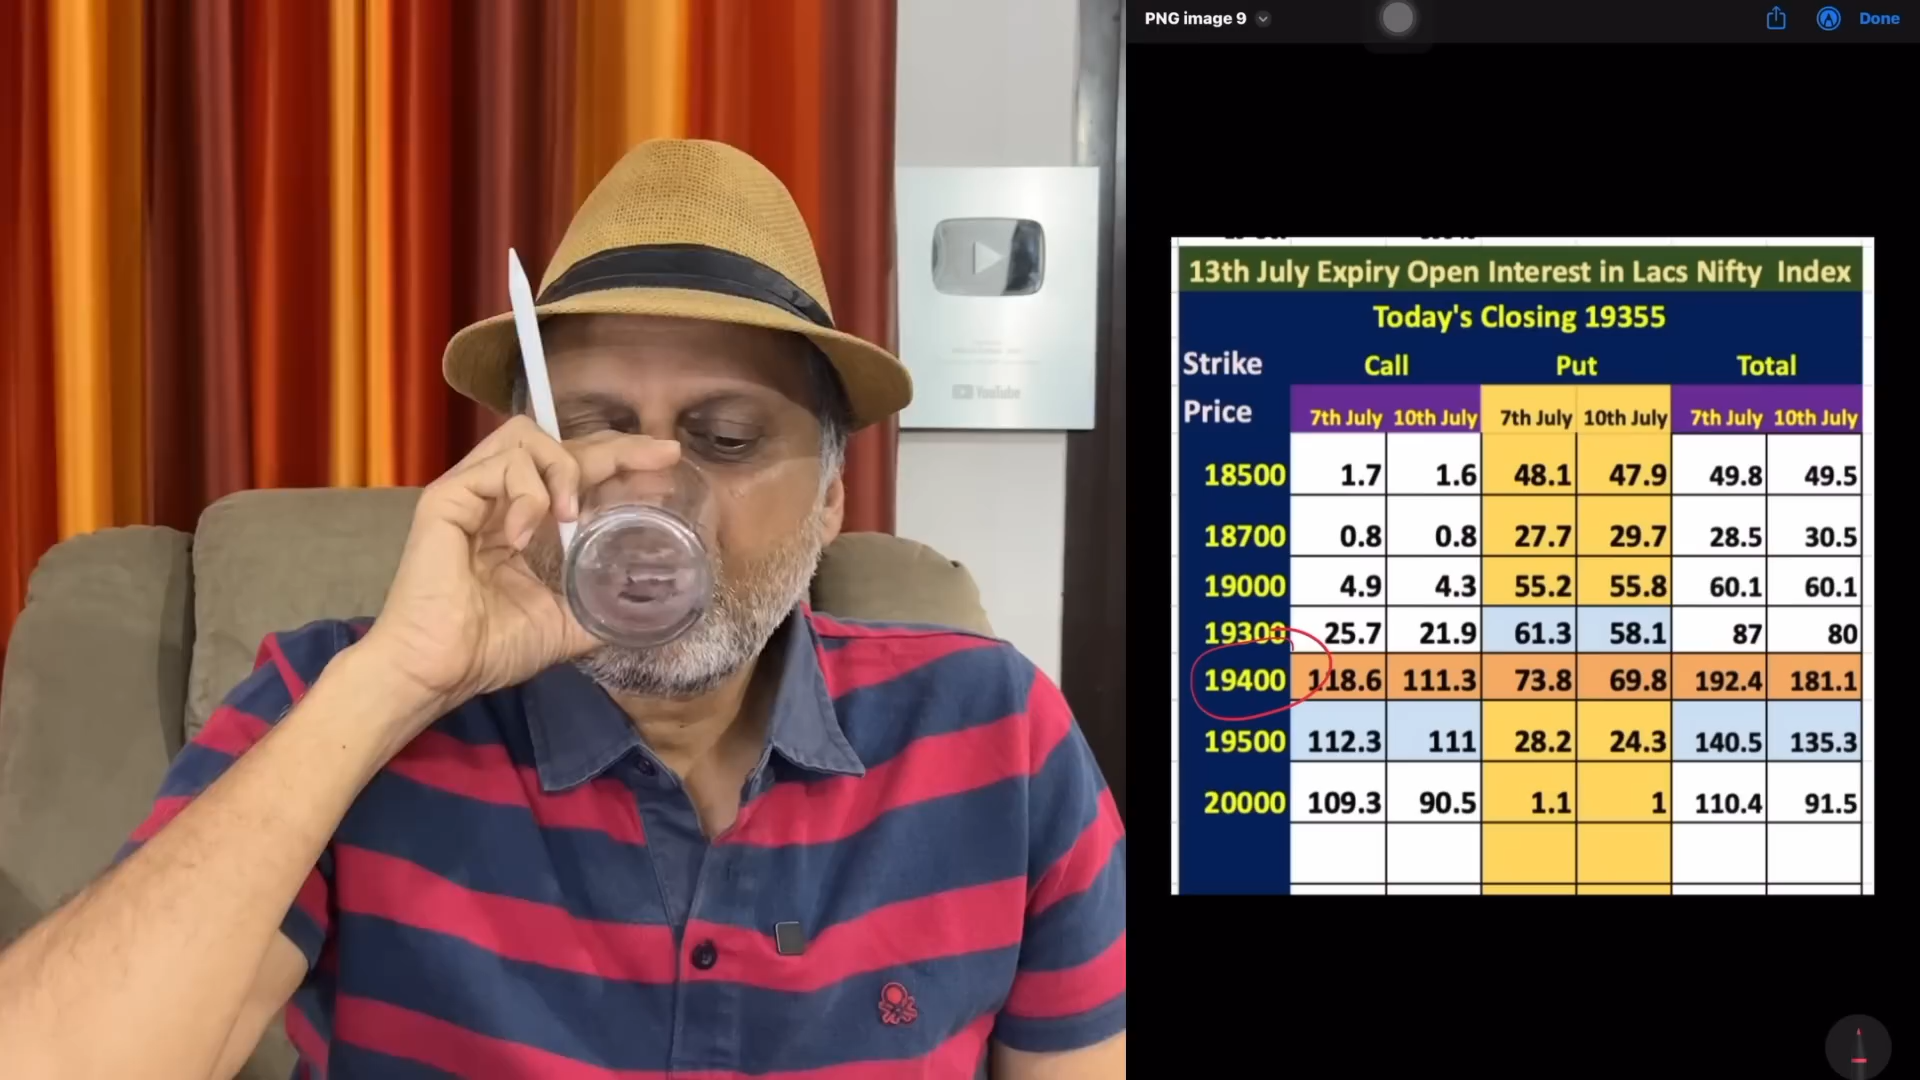 PNG image 9
Done
YouTube
13th July Expiry Open Interest in Lacs Nifty Index
Today's Closing 19355
Strike Price Call Put Total
7th July 10th July 7th July 10th July 7th July 10th July
18500 1.7 1.6 48.1 47.9 49.8 49.5
18700 0.8 0.8 27.7 29.7 28.5 30.5
19000 4.9 4.3 55.2 55.8 60.1 60.1
19300 25.7 21.9 61.3 58.1 87 80
19400 118.6 111.3 73.8 69.8 192.4 181.1
19500 112.3 111 28.2 24.3 140.5 135.3
20000 109.3 90.5 1.1 1 110.4 91.5